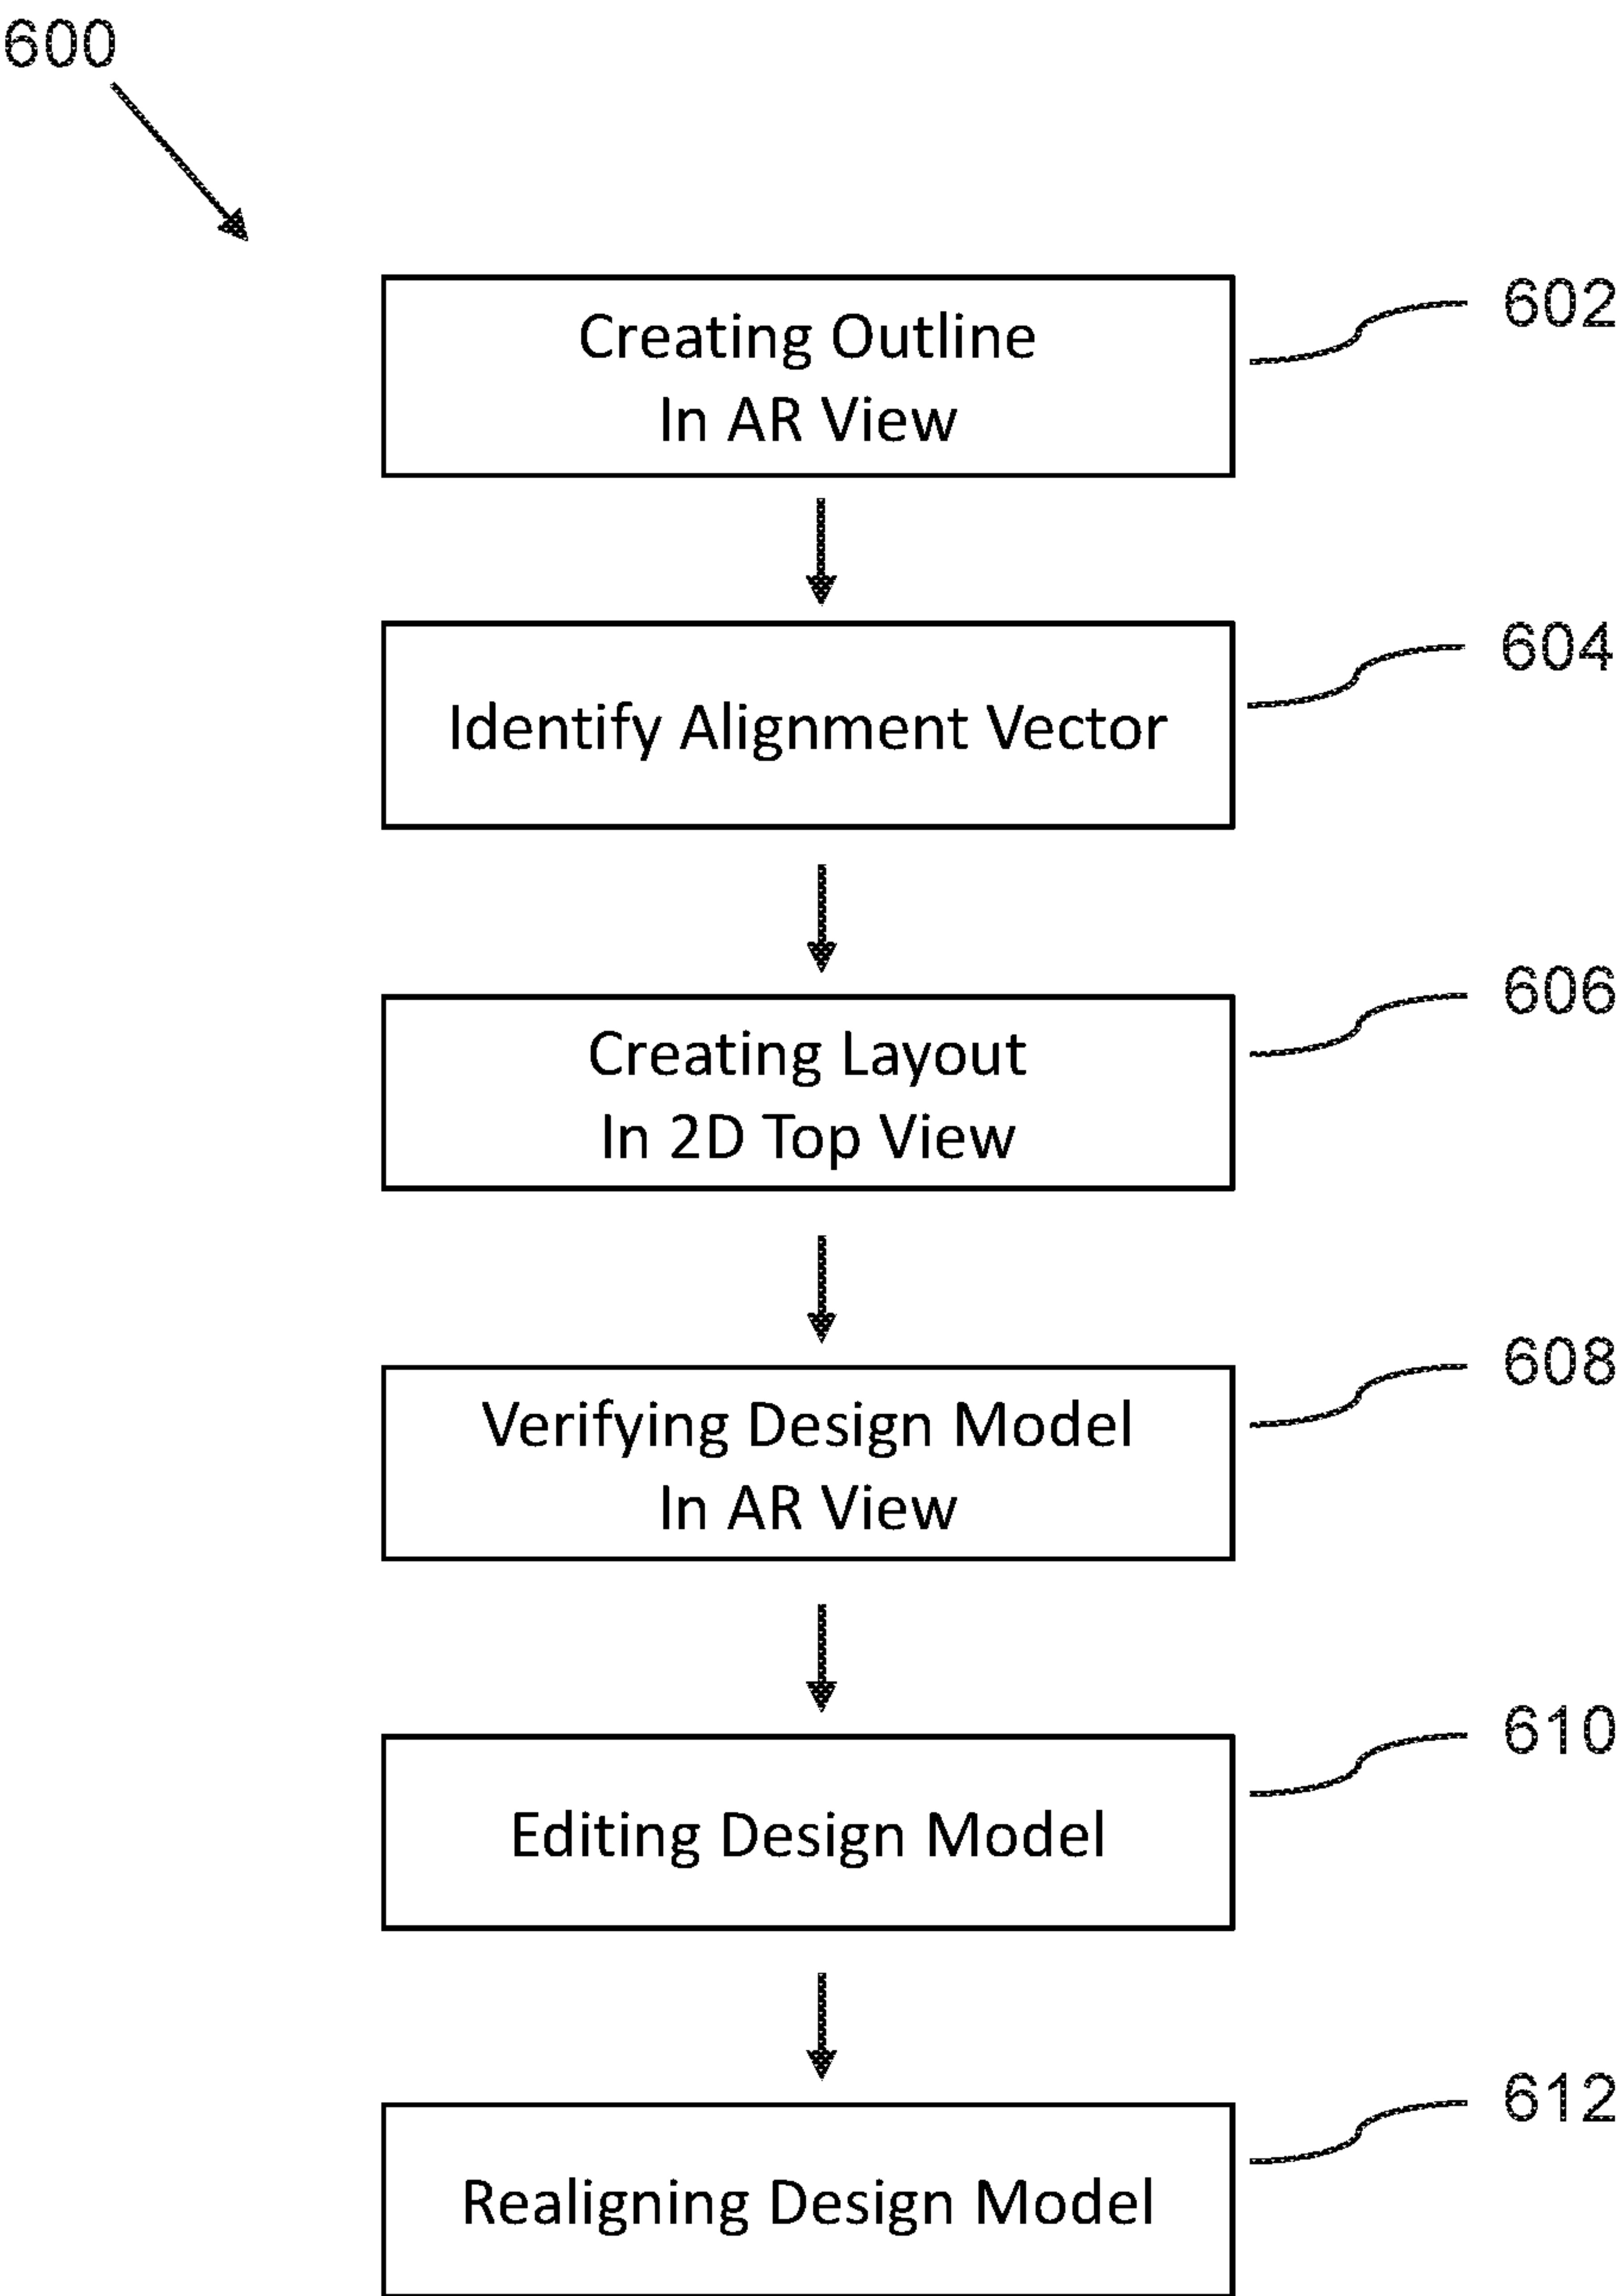 600
Creating Outline
In AR View
602
Identify Alignment Vector
604
Creating Layout
In 2D Top View
606
Verifying Design Model
In AR View
608
Editing Design Model
610
Realigning Design Model
612